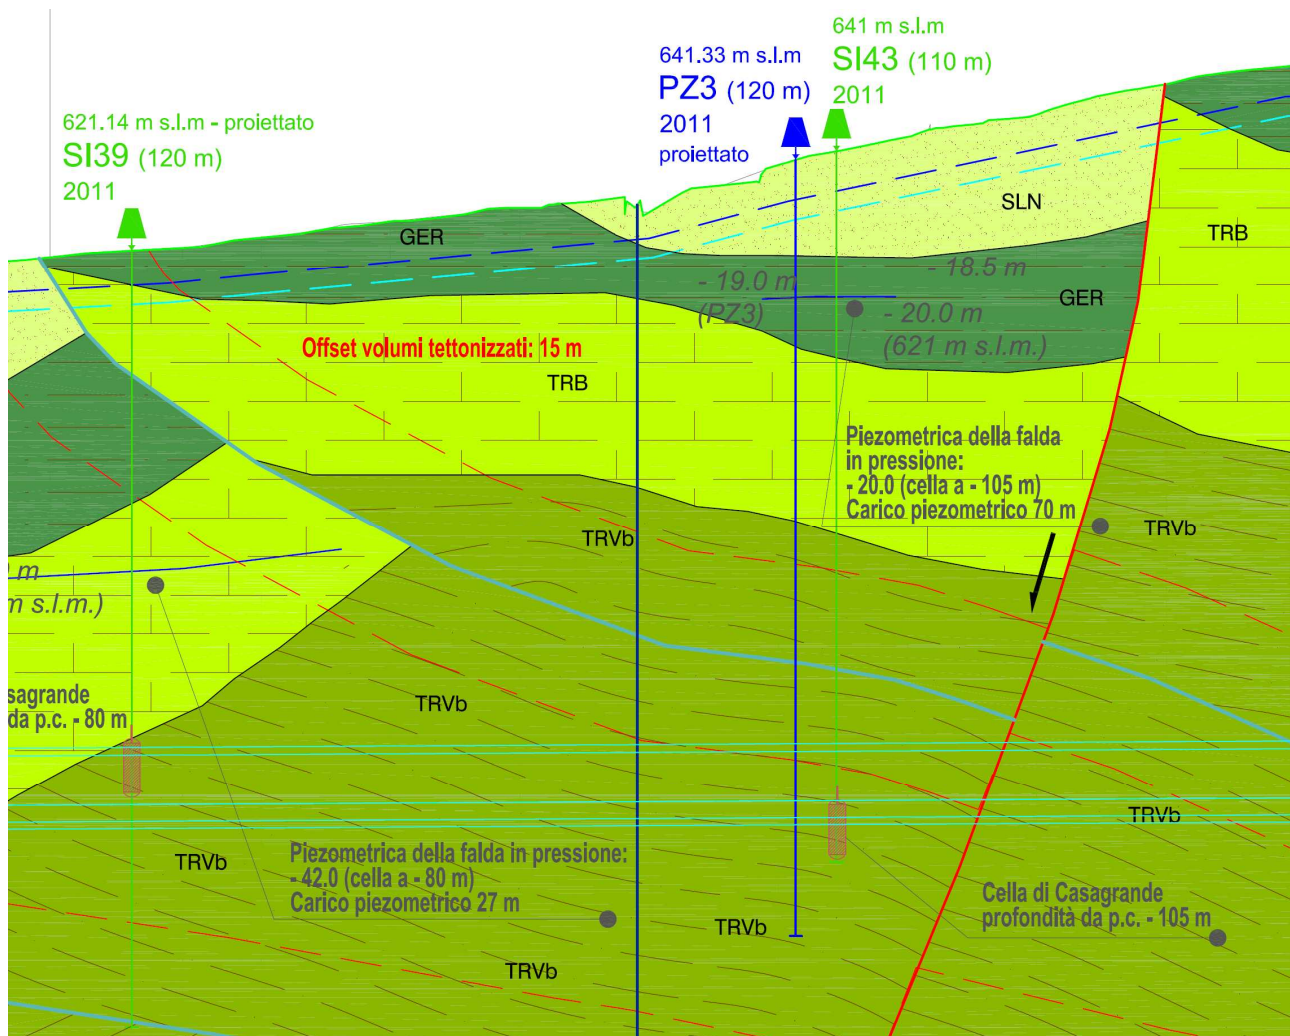 641 m s.l.m
SI43 (110 m)
2011
641.33 m s.l.m
PZ3 (120 m)
2011
proiettato
621.14 m s.l.m - proiettato
SI39 (120 m)
2011
SLN
GER
TRB
- 18.5 m
- 19.0 m
(PZ3)
GER
- 20.0 m
(621 m s.l.m.)
Offset volumi tettonizzati: 15 m
TRB
Piezometrica della falda
in pressione:
- 20.0 (cella a - 105 m)
Carico piezometrico 70 m
TRVb
TRVb
m
m s.l.m.)
sagrande
da p.c. - 80 m
TRVb
TRVb
TRVb
Piezometrica della falda in pressione:
- 42.0 (cella a - 80 m)
Carico piezometrico 27 m
Cella di Casagrande
profondità da p.c. - 105 m
TRVb
TRVb